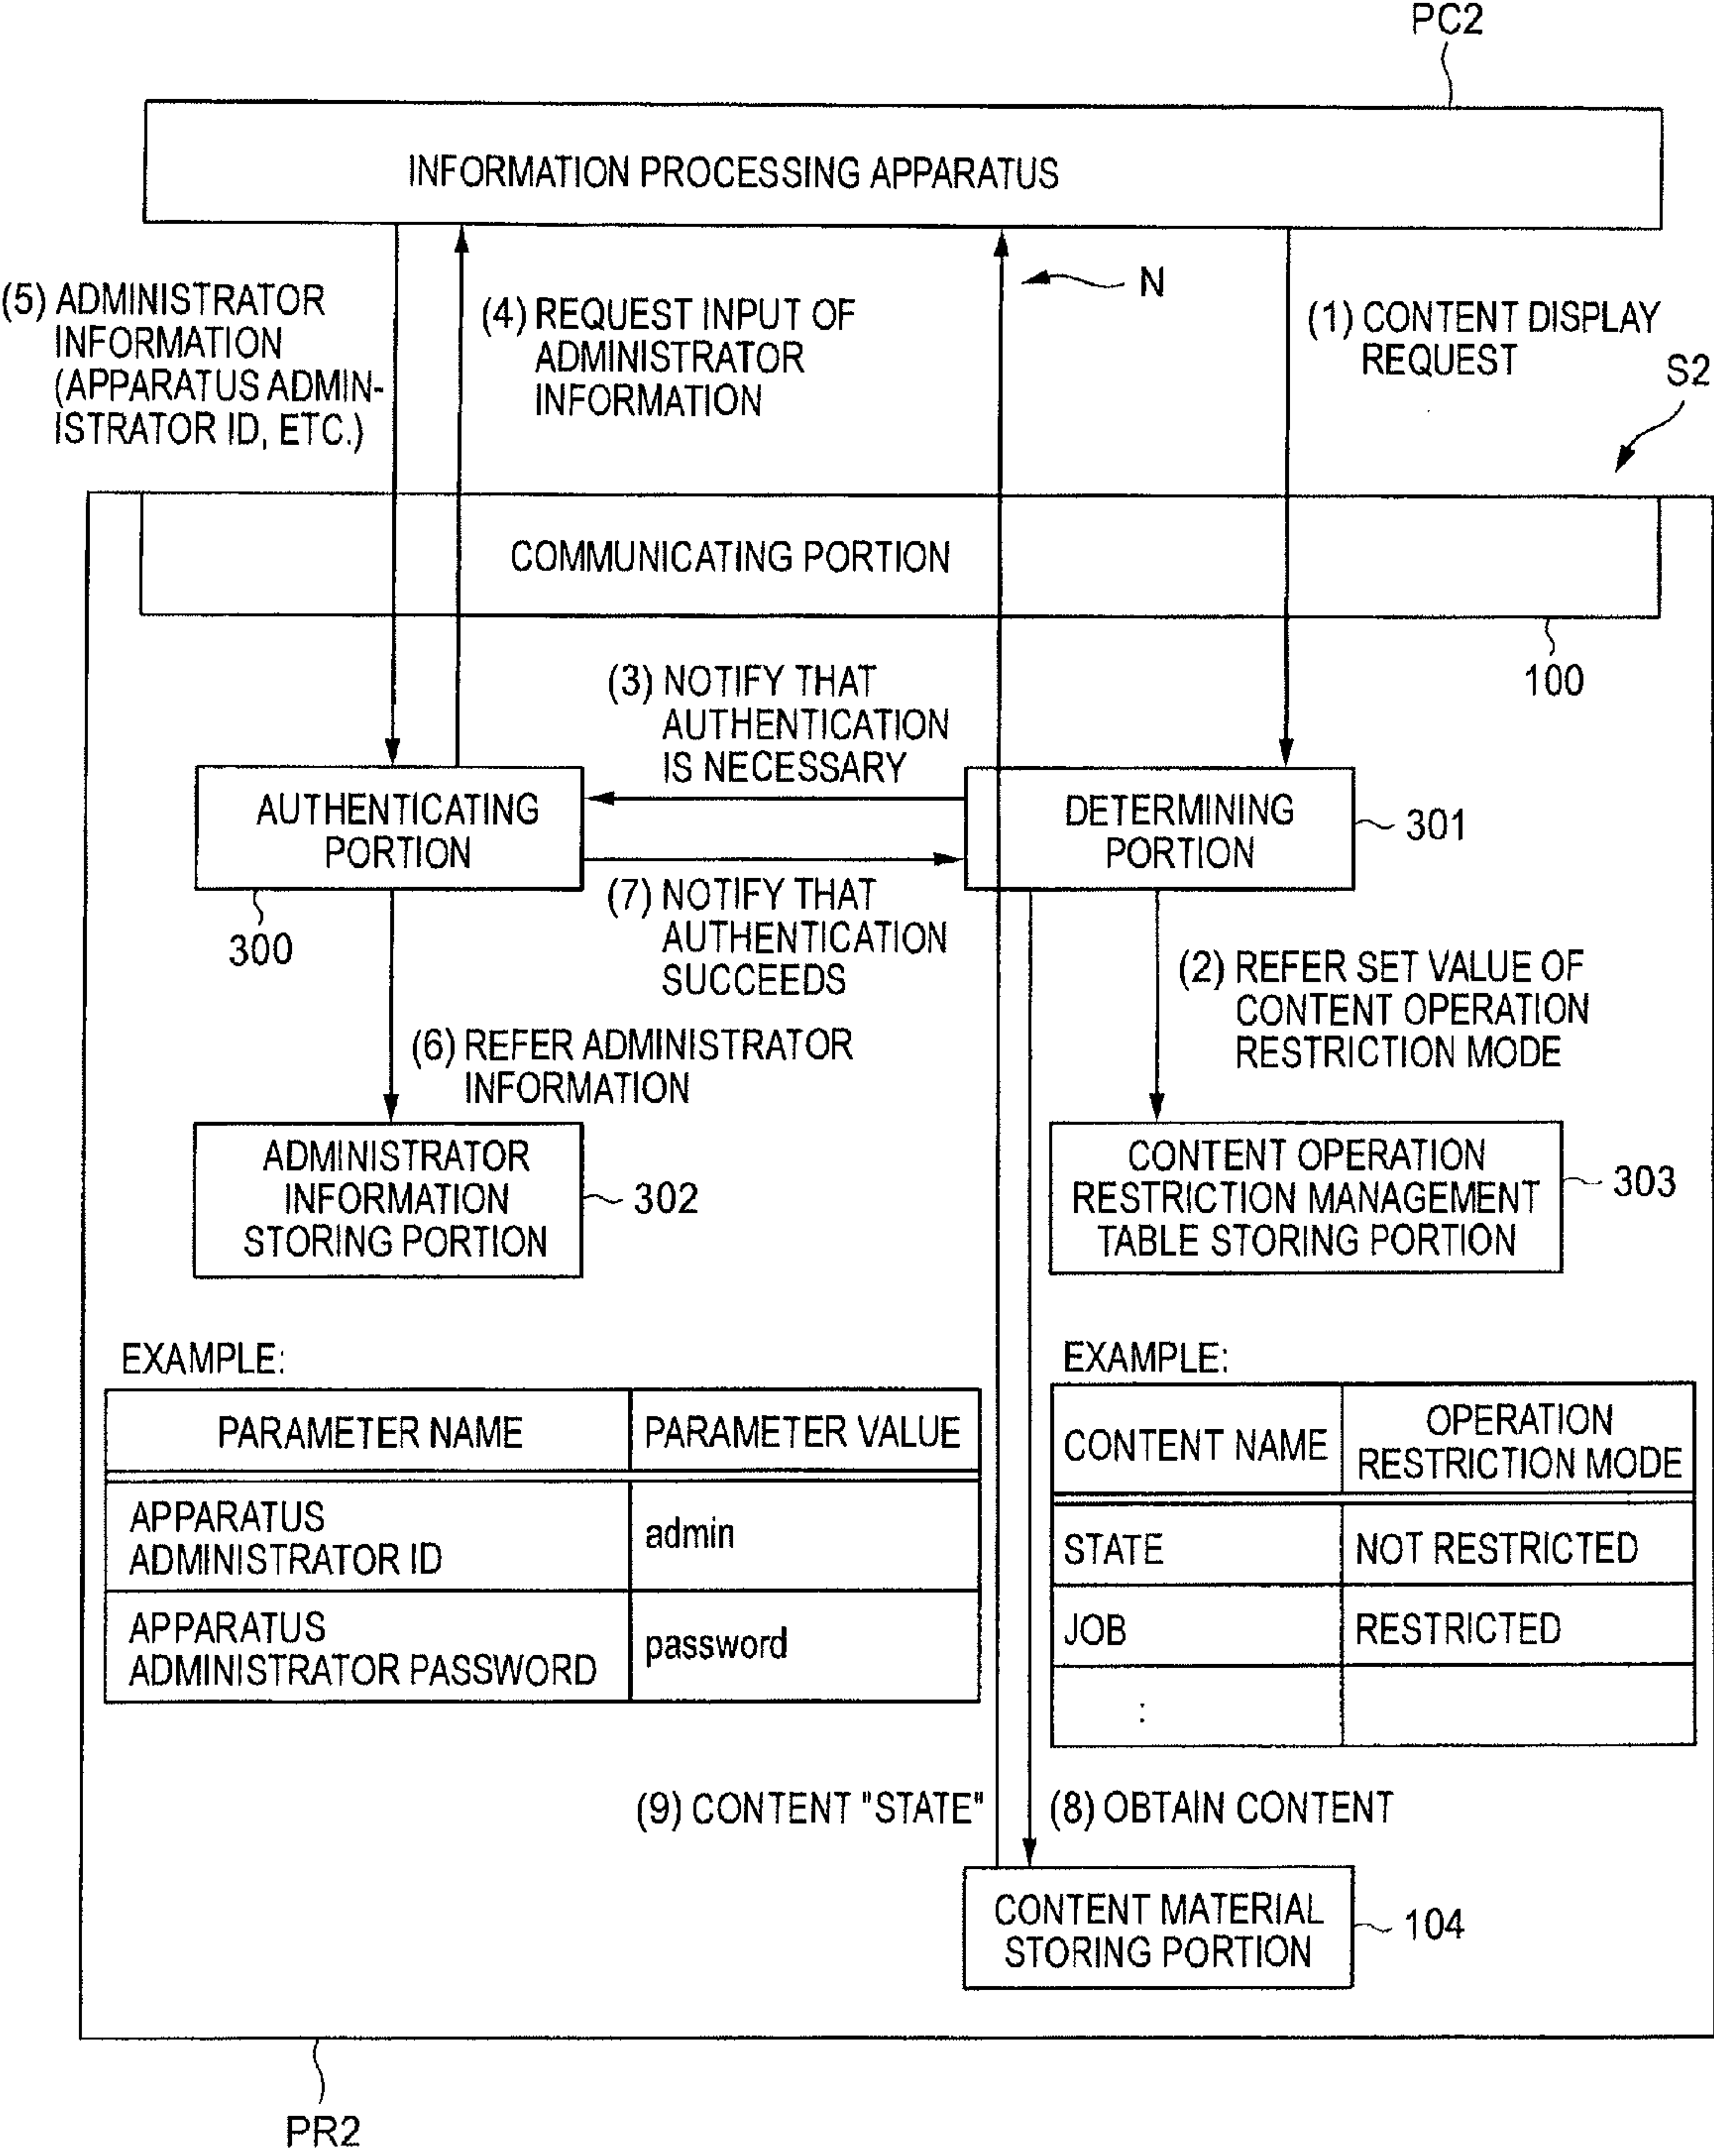 PC2
INFORMATION PROCESSING APPARATUS
(5) ADMINISTRATOR
INFORMATION
(APPARATUS ADMIN-
ISTRATOR ID, ETC.)
(4) REQUEST INPUT OF
ADMINISTRATOR
INFORMATION
N
(1) CONTENT DISPLAY
REQUEST
S2
COMMUNICATING PORTION
100
(3) NOTIFY THAT
AUTHENTICATION
IS NECESSARY
AUTHENTICATING
PORTION
300
DETERMINING
PORTION
301
(7) NOTIFY THAT
AUTHENTICATION
SUCCEEDS
(2) REFER SET VALUE OF
CONTENT OPERATION
RESTRICTION MODE
(6) REFER ADMINISTRATOR
INFORMATION
ADMINISTRATOR
INFORMATION
STORING PORTION
302
CONTENT OPERATION
RESTRICTION MANAGEMENT
TABLE STORING PORTION
303
EXAMPLE:
PARAMETER NAME
PARAMETER VALUE
APPARATUS
ADMINISTRATOR ID
admin
APPARATUS
ADMINISTRATOR PASSWORD
password
EXAMPLE:
CONTENT NAME
OPERATION
RESTRICTION MODE
STATE
NOT RESTRICTED
JOB
RESTRICTED
:
(9) CONTENT "STATE"
(8) OBTAIN CONTENT
CONTENT MATERIAL
STORING PORTION
104
PR2